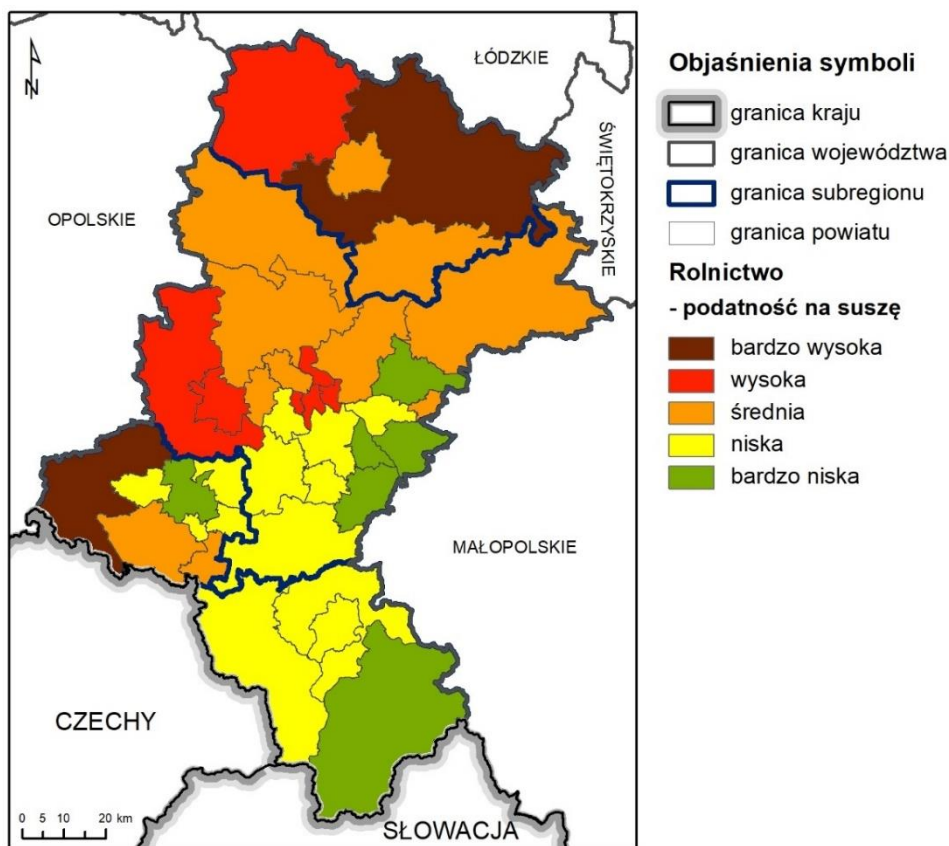 N
ŁÓDZKIE
ŚWIĘTOKRZYSKIE
OPOLSKIE
MAŁOPOLSKIE
CZECHY
SŁOWACJA
0 5 10 20 km
Objaśnienia symboli
granica kraju
granica województwa
granica subregionu
granica powiatu
Rolnictwo
- podatność na suszę
bardzo wysoka
wysoka
średnia
niska
bardzo niska